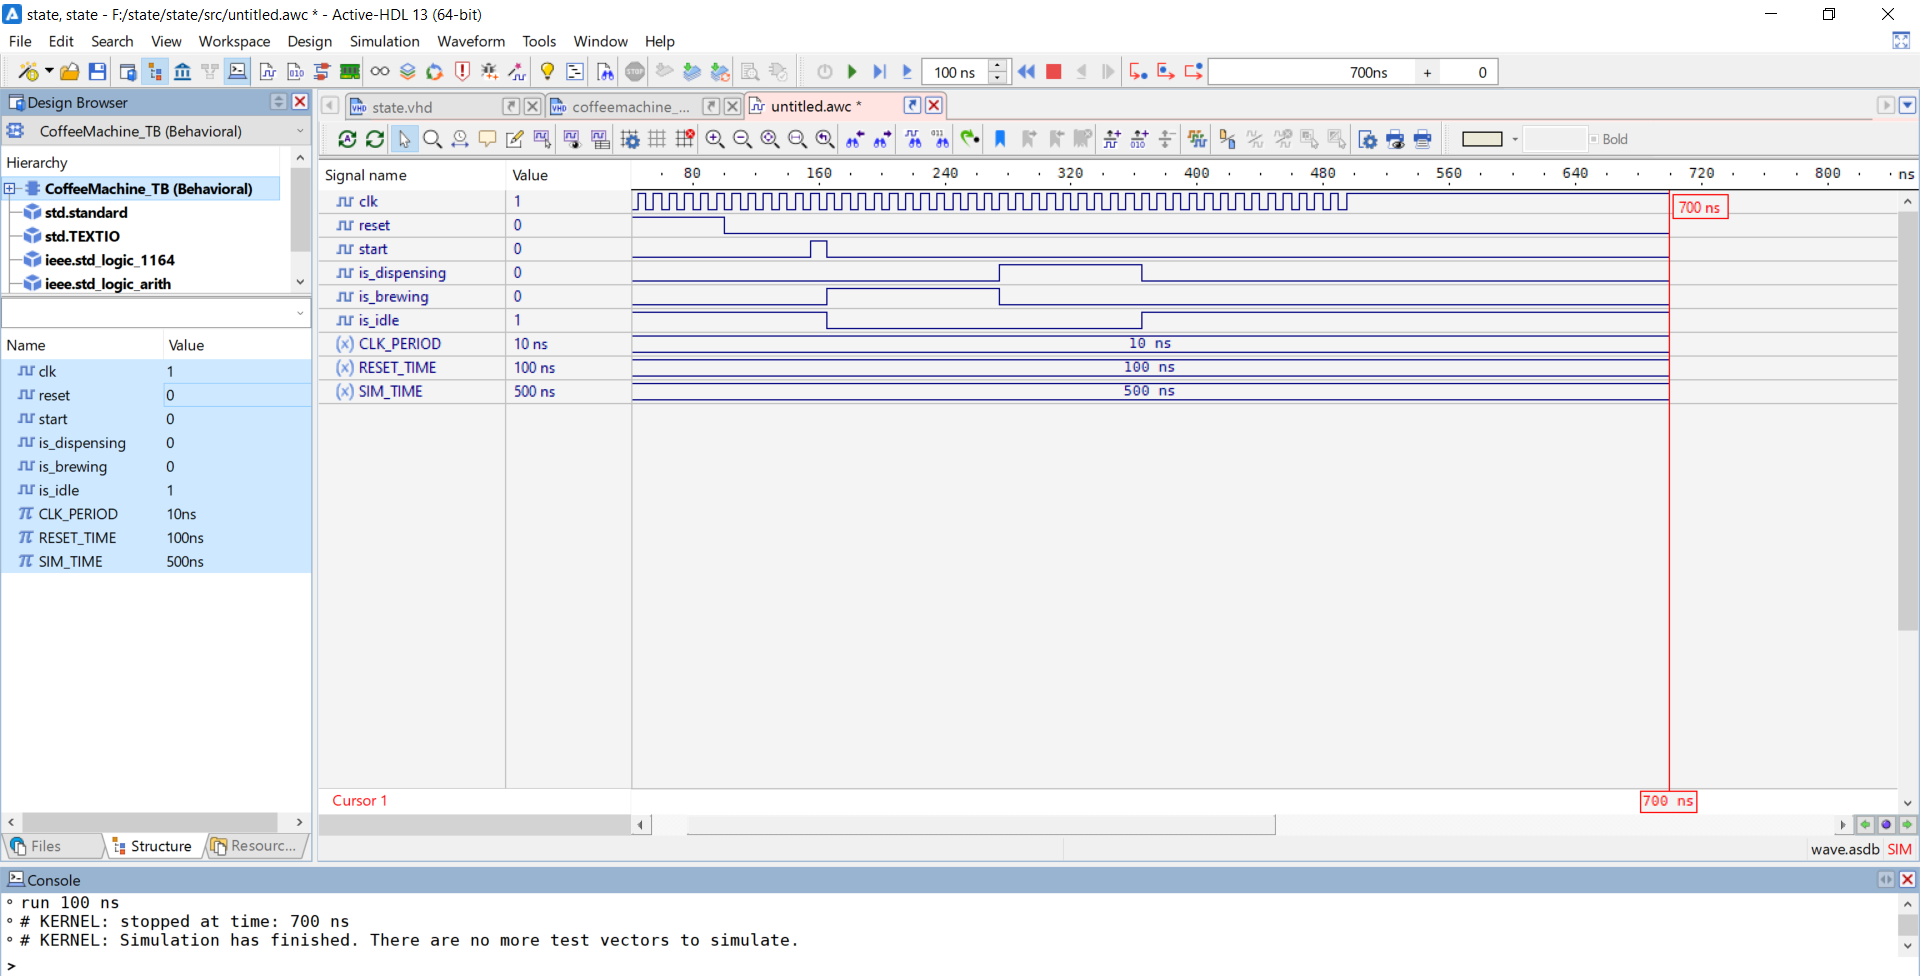 state, state - F:/state/state/src/untitled.awc * - Active-HDL 13 (64-bit)
File Edit Search View Workspace Design Simulation Waveform Tools Window Help
100 ns 700ns + 0
Design Browser
CoffeeMachine_TB (Behavioral)
Hierarchy
CoffeeMachine_TB (Behavioral)
std.standard
std.TEXTIO
ieee.std_logic_1164
ieee.std_logic_arith
Name Value
clk 1
reset 0
start 0
is_dispensing 0
is_brewing 0
is_idle 1
CLK_PERIOD 10ns
RESET_TIME 100ns
SIM_TIME 500ns
Files Structure Resourc...
state.vhd coffeemachine_... untitled.awc *
Bold
Signal name Value 80 160 240 320 400 480 560 640 720 800 ns
clk 1
700 ns
reset 0
start 0
is_dispensing 0
is_brewing 0
is_idle 1
CLK_PERIOD 10 ns 10 ns
RESET_TIME 100 ns 100 ns
SIM_TIME 500 ns 500 ns
Cursor 1 700 ns
wave.asdb SIM
Console
run 100 ns
# KERNEL: stopped at time: 700 ns
# KERNEL: Simulation has finished. There are no more test vectors to simulate.
>